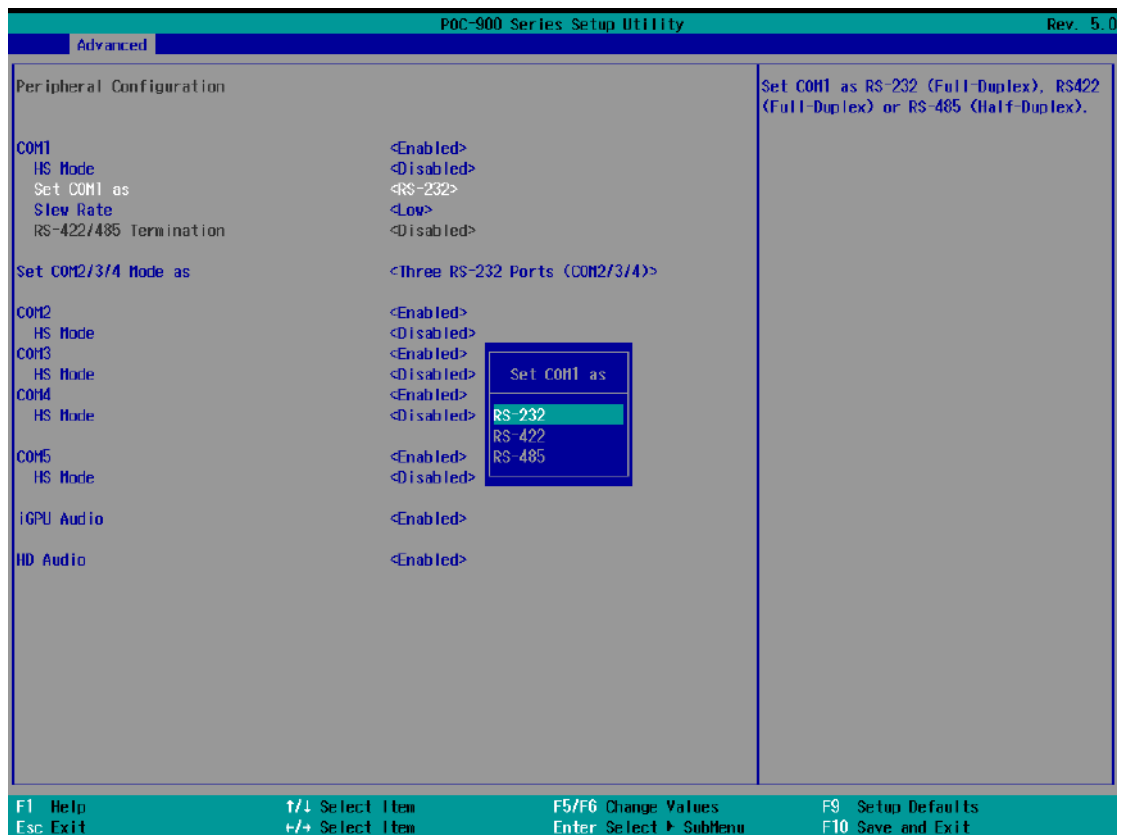 POC-900 Series Setup Utility Rev. 5.0
Advanced
Peripheral Configuration
Set COM1 as RS-232 (Full-Duplex), RS422
(Full-Duplex) or RS-485 (Half-Duplex).
COM1 <Enabled>
HS Mode <Disabled>
Set COM1 as <RS-232>
Slew Rate <Low>
RS-422/485 Termination <Disabled>
Set COM2/3/4 Mode as <Three RS-232 Ports (COM2/3/4)>
COM2 <Enabled>
HS Mode <Disabled>
COM3 <Enabled>
HS Mode <Disabled>
COM4 <Enabled>
HS Mode <Disabled>
COM5 <Enabled>
HS Mode <Disabled>
iGPU Audio <Enabled>
HD Audio <Enabled>
Set COM1 as
RS-232
RS-422
RS-485
F1 Help ↑/↓ Select Item F5/F6 Change Values F9 Setup Defaults
Esc Exit ←/→ Select Item Enter Select ▶ SubMenu F10 Save and Exit